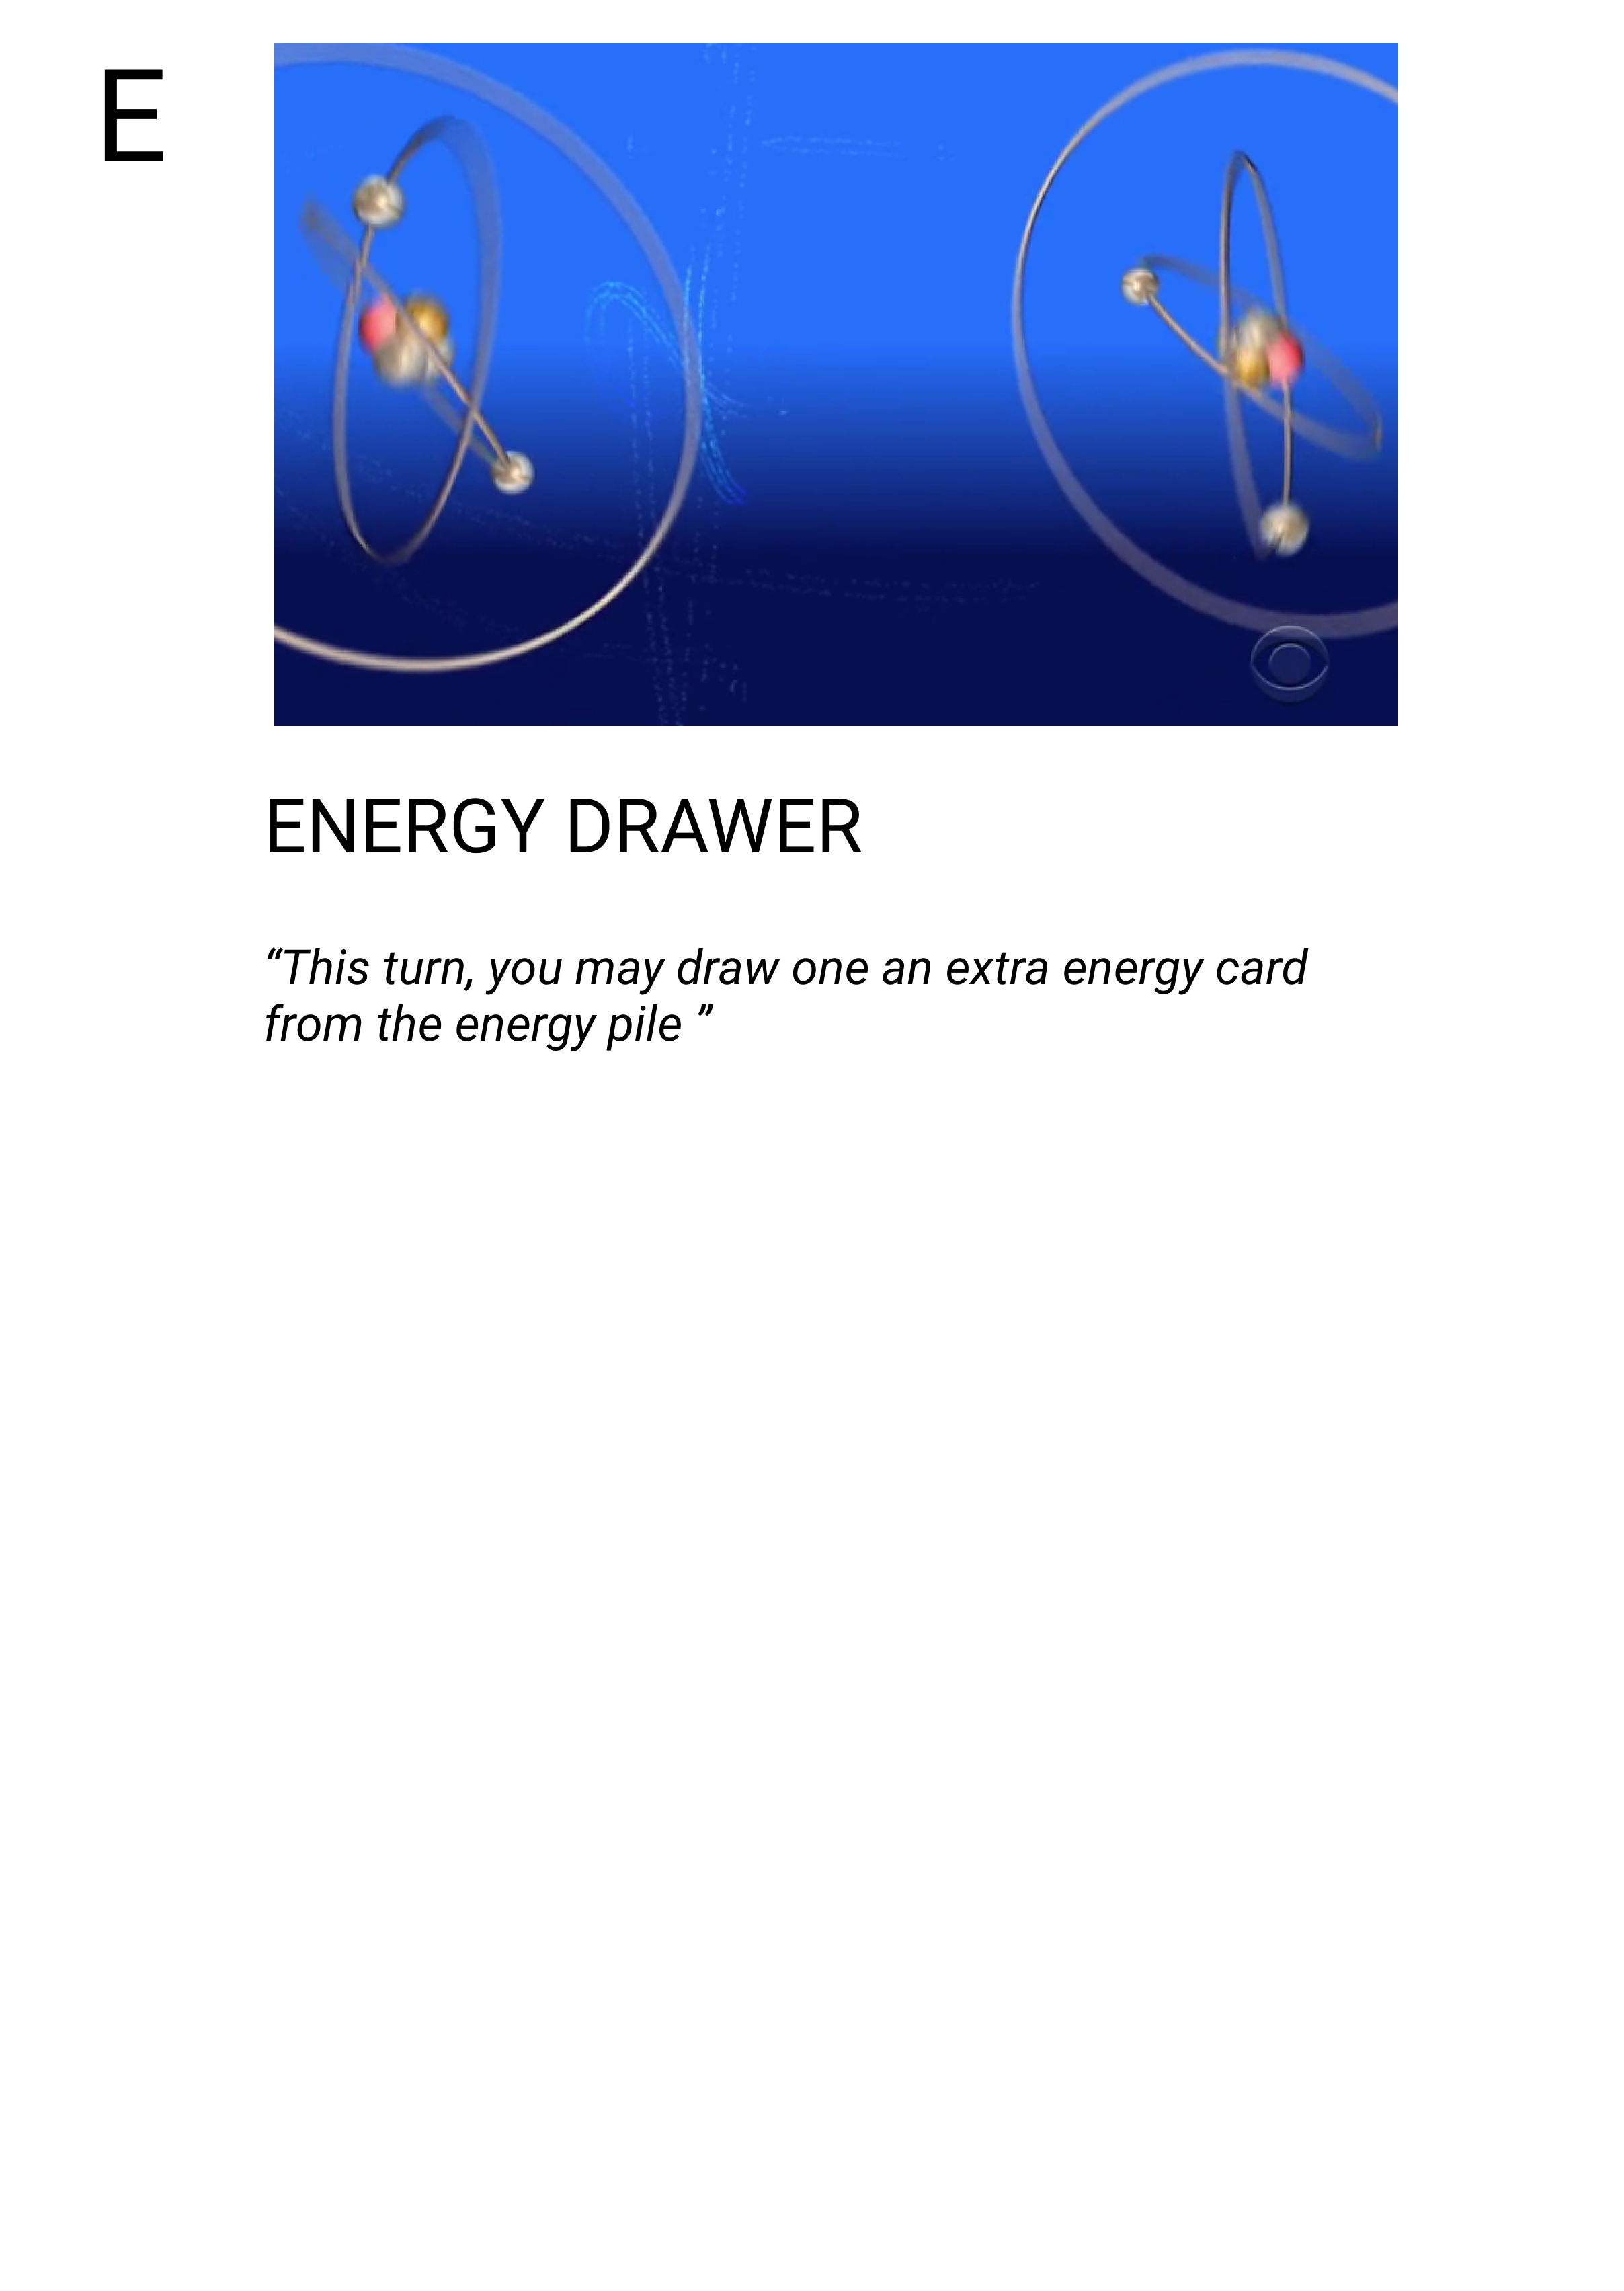 E
ENERGY DRAWER
“This turn, you may draw one an extra energy card
from the energy pile ”